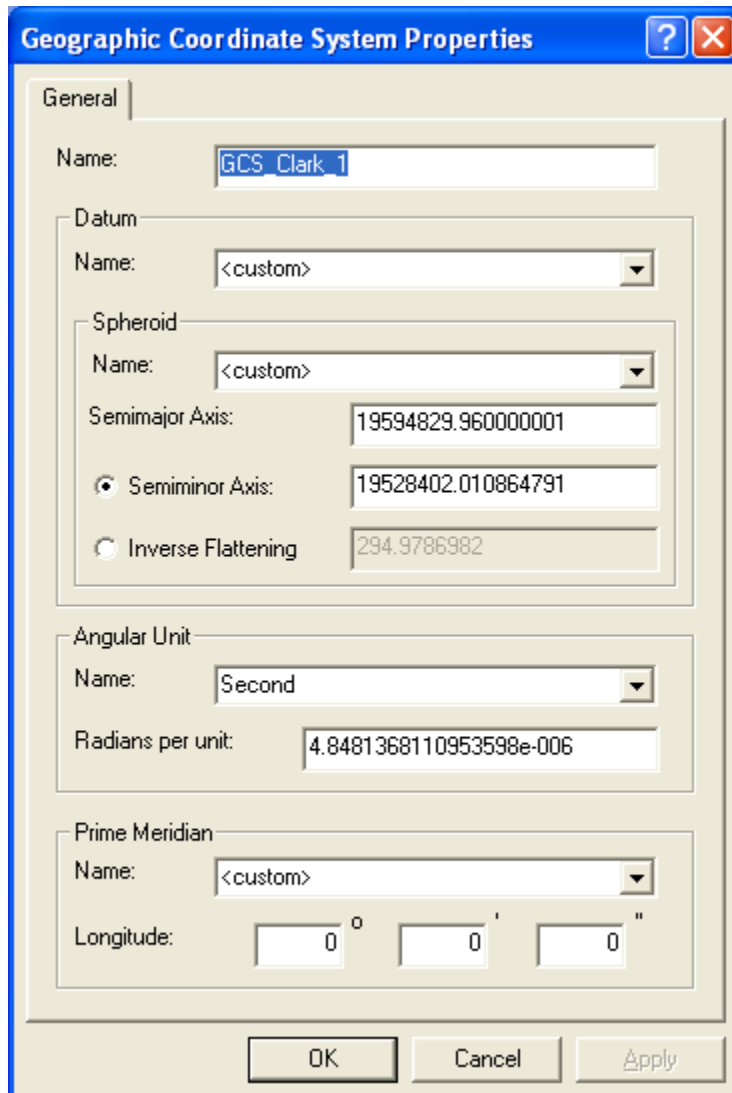 Geographic Coordinate System Properties
General
Name: GCS_Clark_1
Datum
Name: <custom>
Spheroid
Name: <custom>
Semimajor Axis: 19594829.960000001
Semiminor Axis: 19528402.010864791
Inverse Flattening 294.9786982
Angular Unit
Name: Second
Radians per unit: 4.8481368110953598e-006
Prime Meridian
Name: <custom>
Longitude: 0 ° 0 ' 0 "
OK Cancel Apply